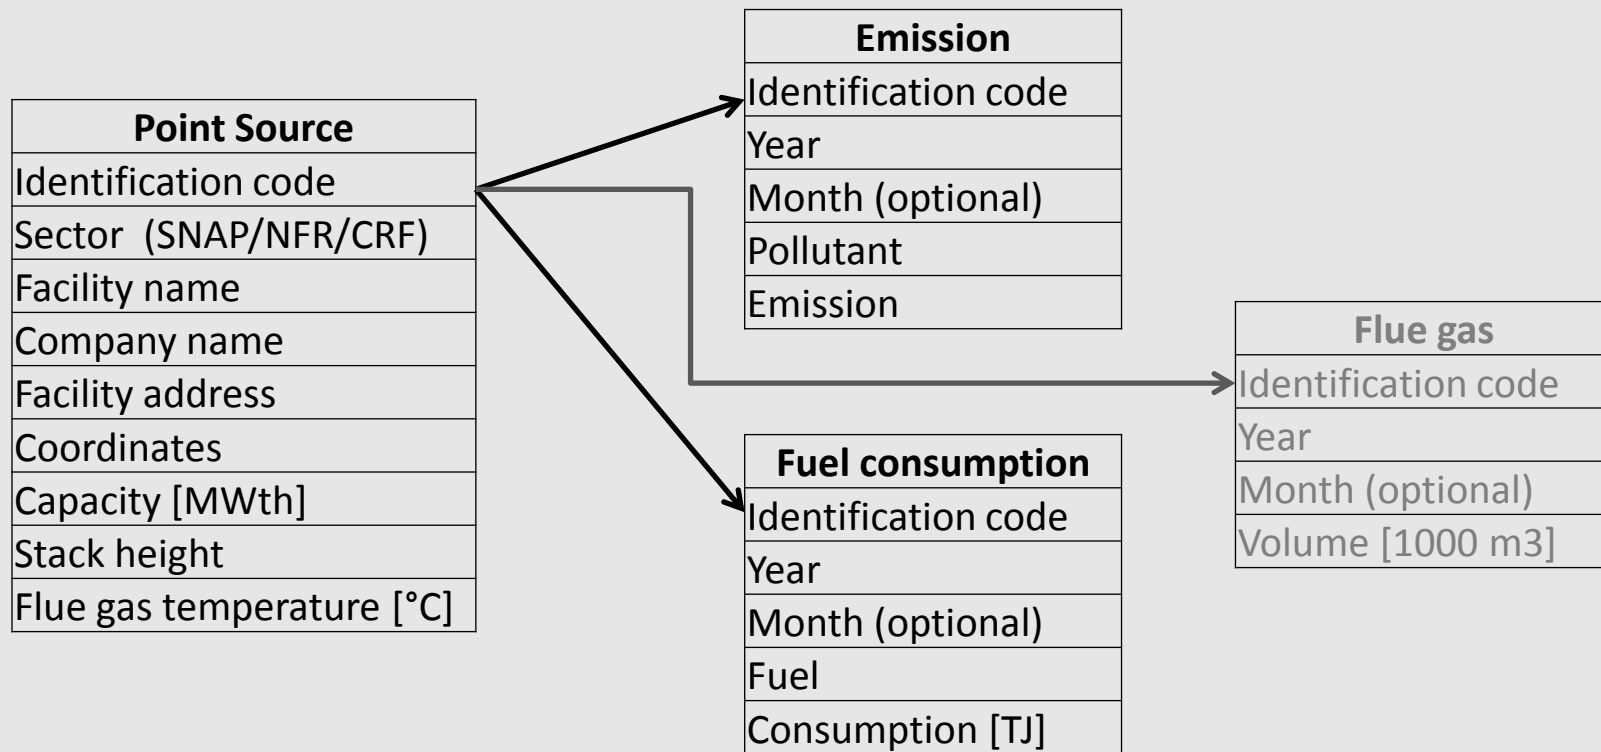 Point Source
Identification code
Sector  (SNAP/NFR/CRF)
Facility name
Company name
Facility address
Coordinates
Capacity [MWth]
Stack height
Flue gas temperature [°C]
Emission
Identification code
Year
Month (optional)
Pollutant
Emission
Fuel consumption
Identification code
Year
Month (optional)
Fuel
Consumption [TJ]
Flue gas
Identification code
Year
Month (optional)
Volume [1000 m3]